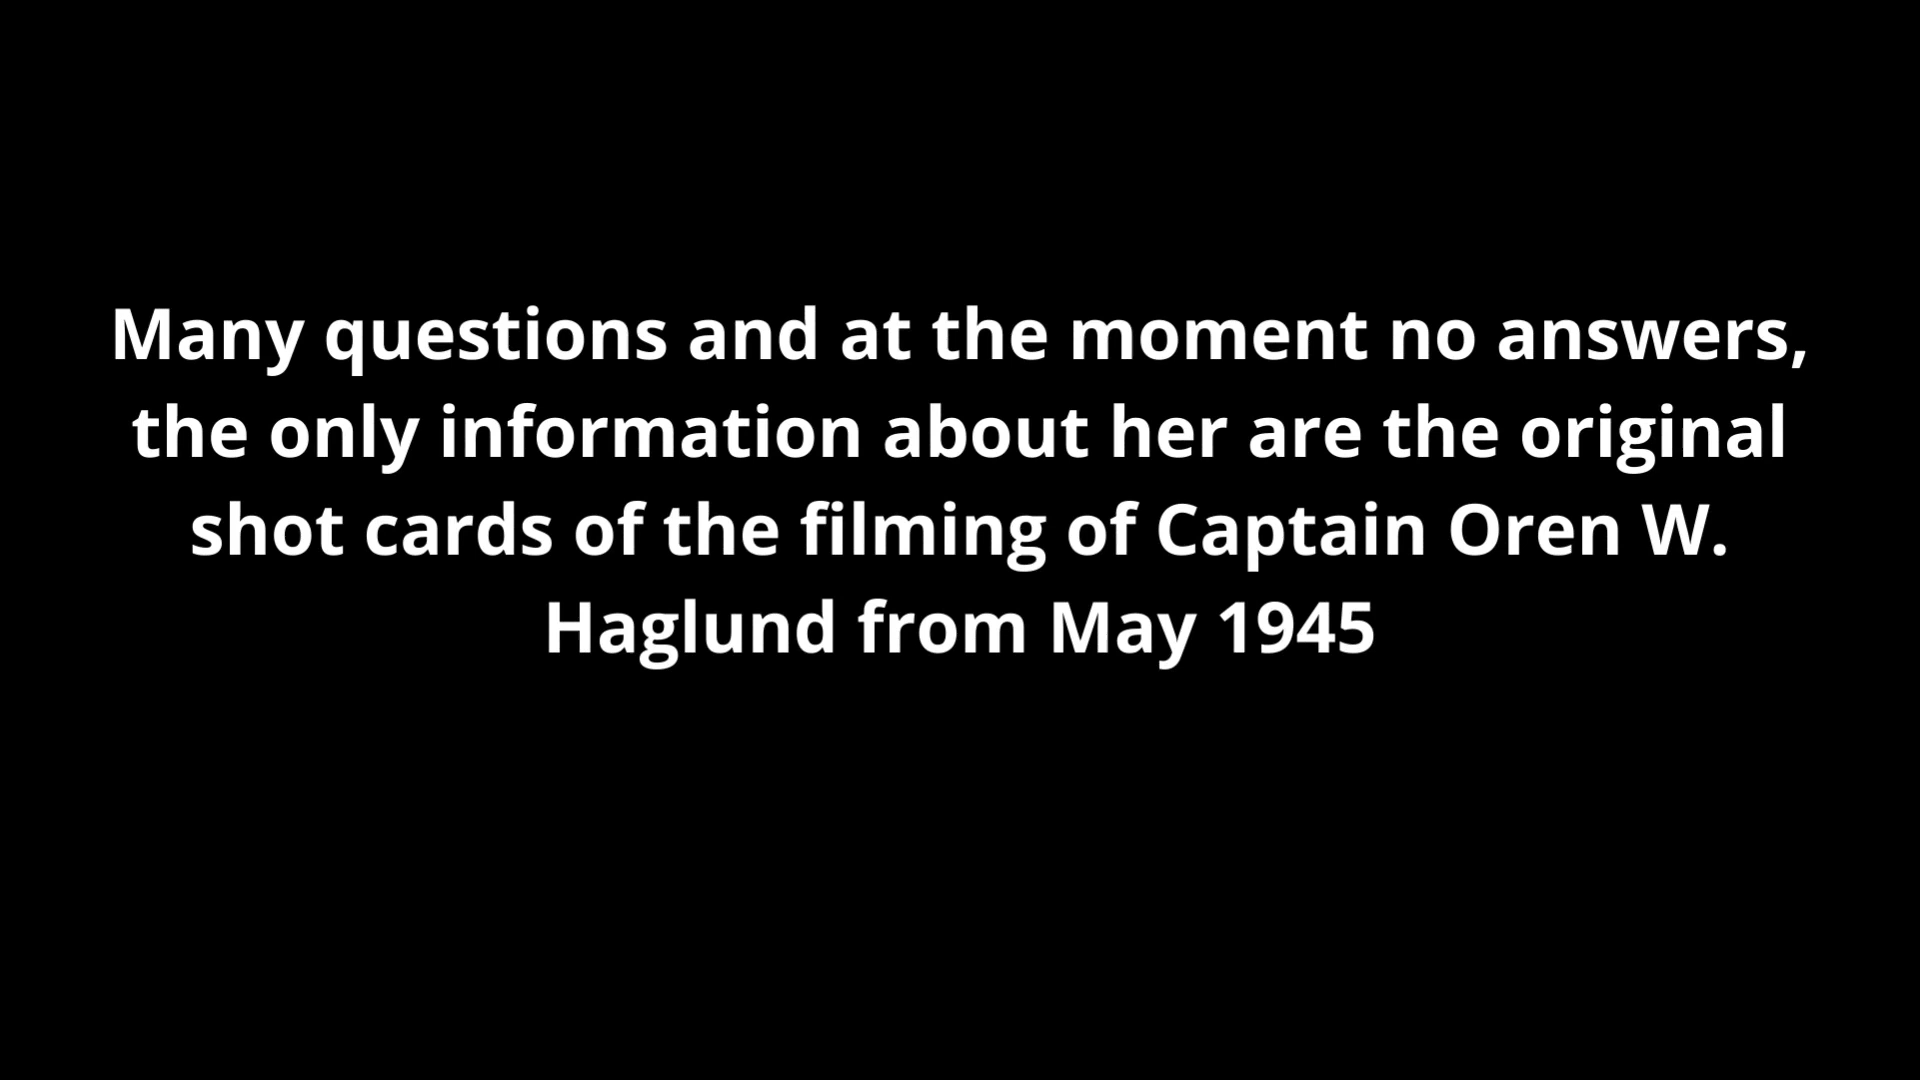 Many questions and at the moment no answers,
the only information about her are the original
shot cards of the filming of Captain Oren W.
Haglund from May 1945